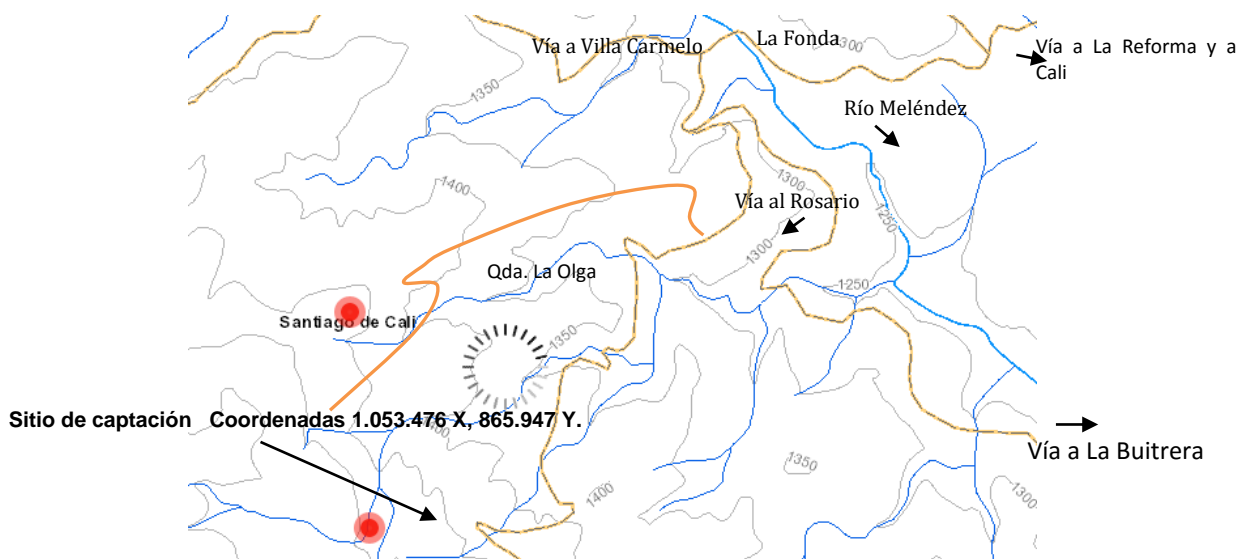 Vía a Villa Carmelo
La Fonda
1300
Vía a La Reforma y a
Cali
1350
Río Meléndez
1400
1300
Vía al Rosario
1250
1300
Qda. La Olga
1250
Santiago de Cali
1350
Sitio de captación Coordenadas 1.053.476 X, 865.947 Y.
1400
Vía a La Buitrera
1350
1400
1300